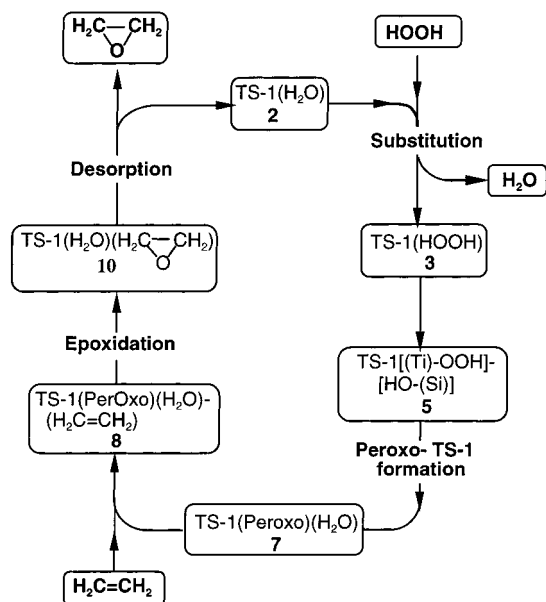 H₂C—CH₂
O
HOOH
TS-1(H₂O)
2
Substitution
H₂O
Desorption
TS-1(HOOH)
3
TS-1(H₂O)(H₂C—CH₂)
O
10
Epoxidation
TS-1[(Ti)-OOH]-
[HO-(Si)]
5
TS-1(PerOxo)(H₂O)-
(H₂C=CH₂)
8
Peroxo- TS-1
formation
TS-1(Peroxo)(H₂O)
7
H₂C=CH₂